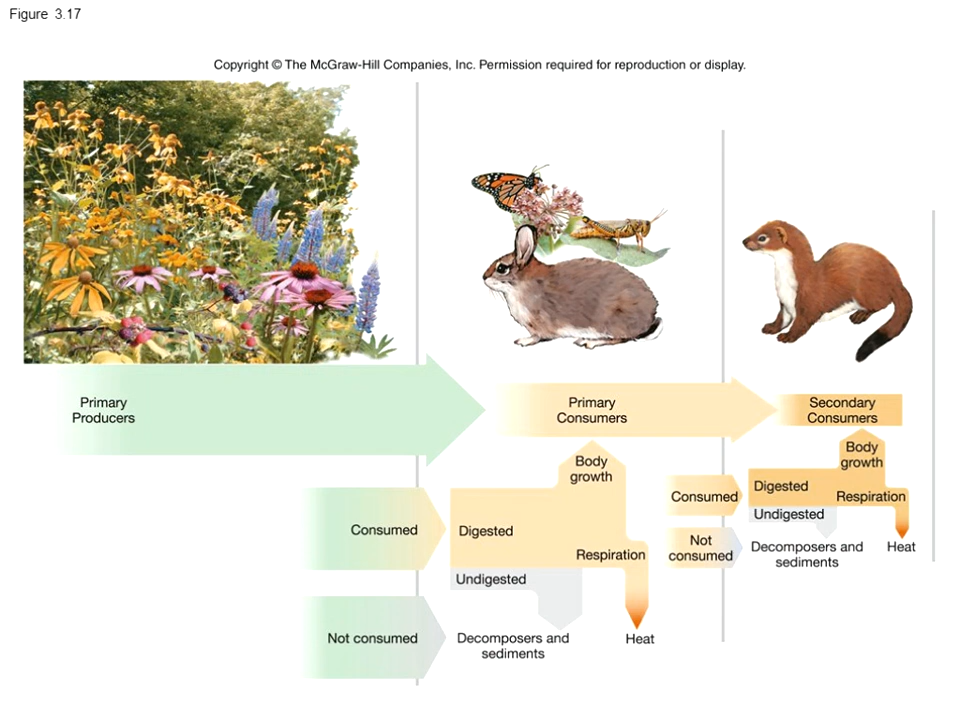 Figure 3.17
Copyright © The McGraw-Hill Companies, Inc. Permission required for reproduction or display.
Primary
Producers
Primary
Consumers
Secondary
Consumers
Body
growth
Consumed
Digested
Respiration
Undigested
Not consumed
Decomposers and
sediments
Heat
Body
growth
Consumed
Digested
Respiration
Undigested
Not
consumed
Decomposers and
sediments
Heat